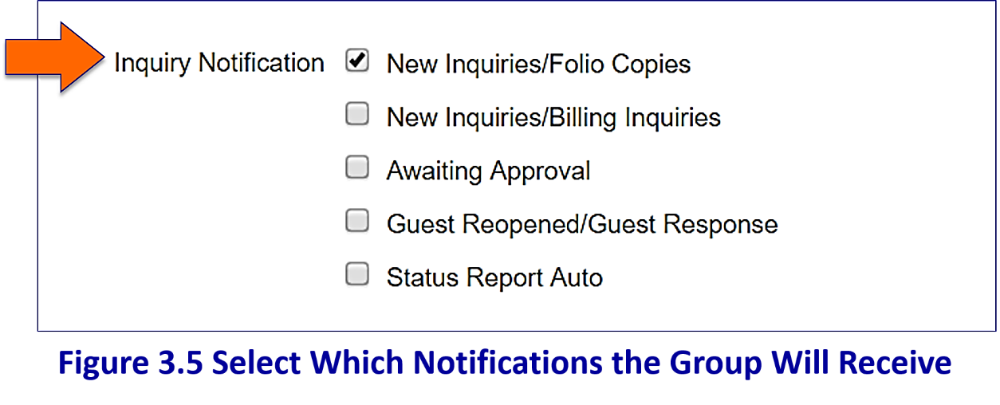 Inquiry Notification New Inquiries/Folio Copies
New Inquiries/Billing Inquiries
Awaiting Approval
Guest Reopened/Guest Response
Status Report Auto
Figure 3.5 Select Which Notifications the Group Will Receive